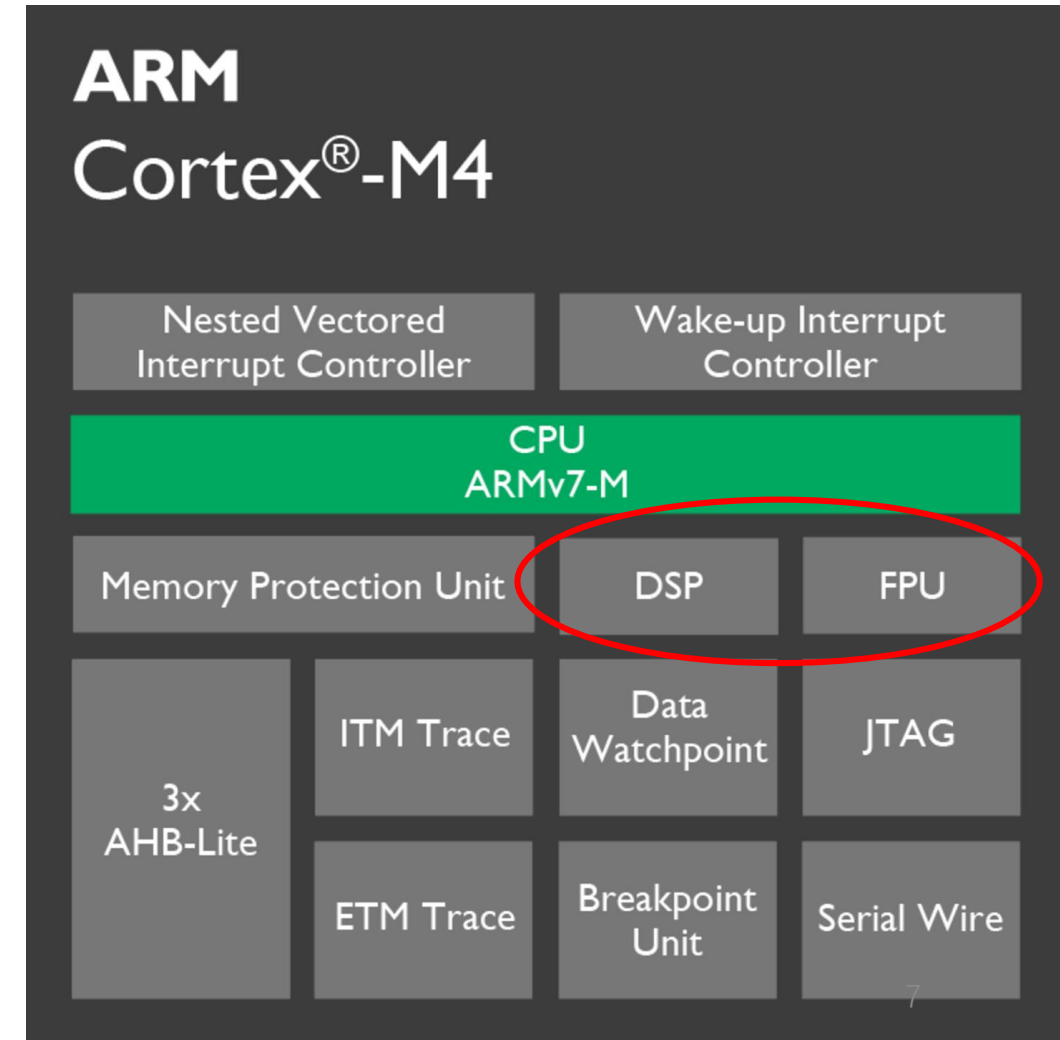 ARM
Cortex®-M4
Nested Vectored
Interrupt Controller
Wake-up Interrupt
Controller
CPU
ARMv7-M
Memory Protection Unit
DSP
FPU
3x
AHB-Lite
ITM Trace
Data
Watchpoint
JTAG
ETM Trace
Breakpoint
Unit
Serial Wire
7